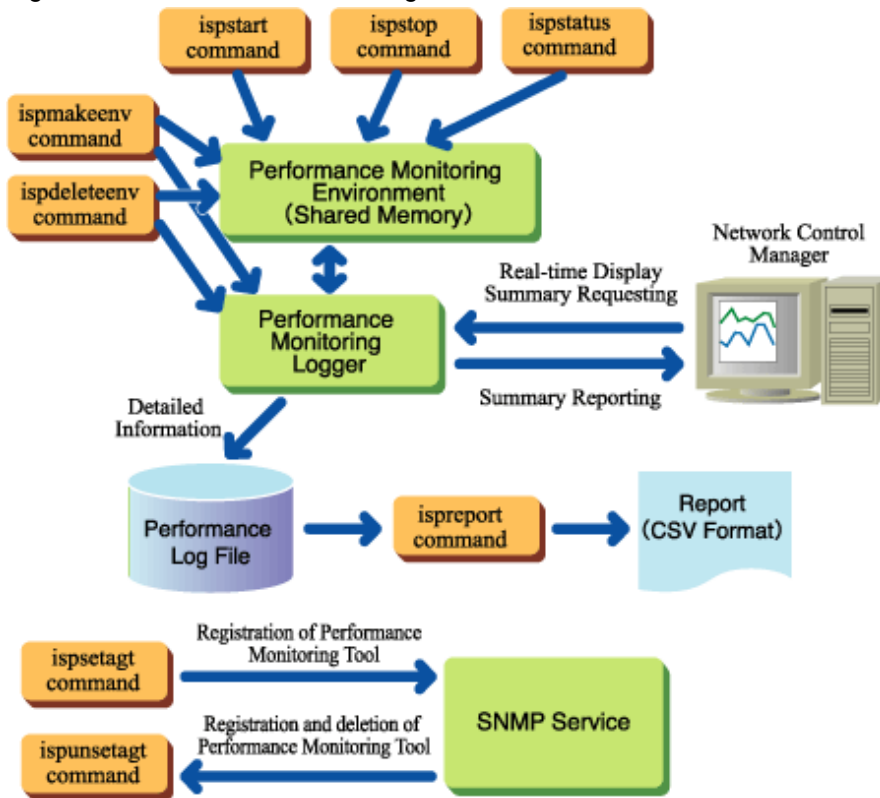 ispstart
command
ispstop
command
ispstatus
command
ispmakeenv
command
ispdeleteenv
command
Performance Monitoring
Environment
(Shared Memory)
Network Control
Manager
Real-time Display
Summary Requesting
Performance
Monitoring
Logger
Summary Reporting
Detailed
Information
Performance
Log File
ispreport
command
Report
(CSV Format)
ispsetagt
command
Registration of Performance
Monitoring Tool
SNMP Service
ispunsetagt
command
Registration and deletion of
Performance Monitoring Tool